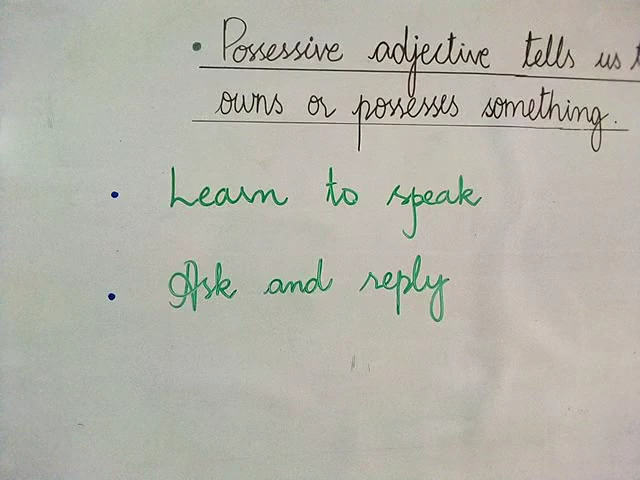 • Possessive adjective tells us
owns or possesses something.
• Learn to speak
• Ask and reply